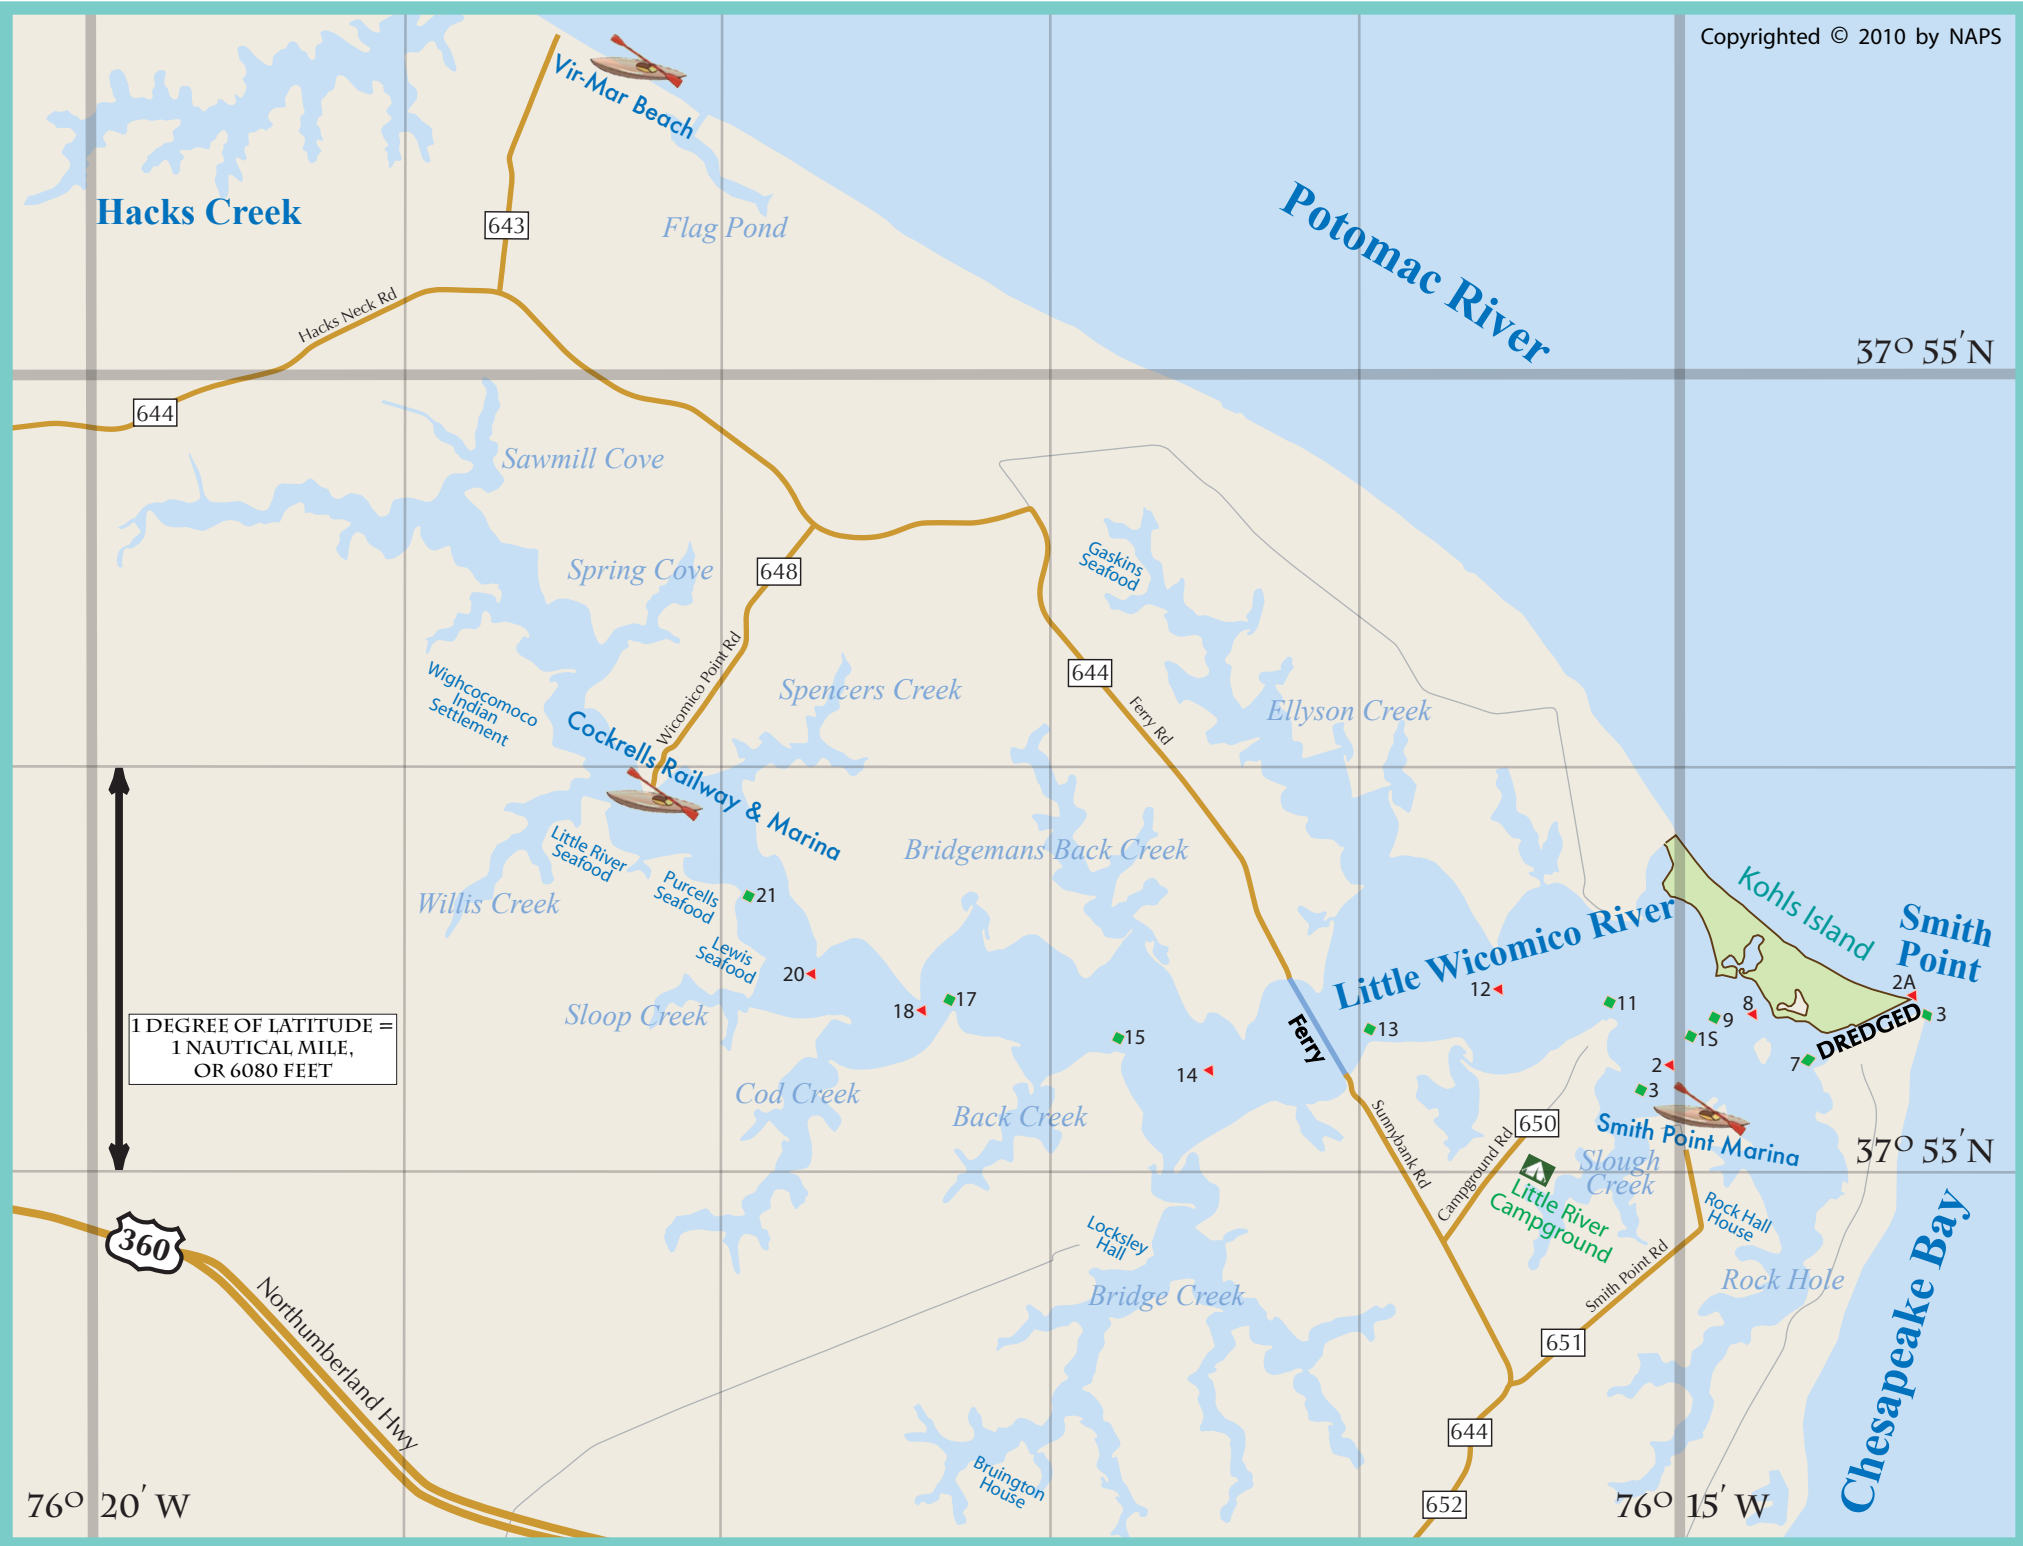 Copyrighted © 2010 by NAPS
Vir-Mar Beach
Hacks Creek
643
Flag Pond
Potomac River
Hacks Neck Rd
37° 55' N
644
Sawmill Cove
Spring Cove
648
Gaskins
Seafood
Wighcocomoco
Indian
Settlement
Wicomico Point Rd
Spencers Creek
644
Ferry Rd
Ellyson Creek
Cockrells Railway & Marina
Little River
Seafood
Bridgemans Back Creek
Willis Creek
Purcells
Seafood
21
Kohls Island
Smith
Point
Little Wicomico River
Lewis
Seafood
20
18
17
12
11
8
2A
3
9
1S
DREDGED
7
Sloop Creek
15
14
Ferry
13
2
3
1 DEGREE OF LATITUDE =
1 NAUTICAL MILE,
OR 6080 FEET
Cod Creek
Back Creek
Sunnybank Rd
650
Campground Rd
Smith Point Marina
37° 53' N
Slough
Creek
Little River
Campground
Rock Hall
House
360
Locksley
Hall
Bridge Creek
Smith Point Rd
Rock Hole
Chesapeake Bay
Northumberland Hwy
651
644
Bruington
House
652
76° 20' W
76° 15' W